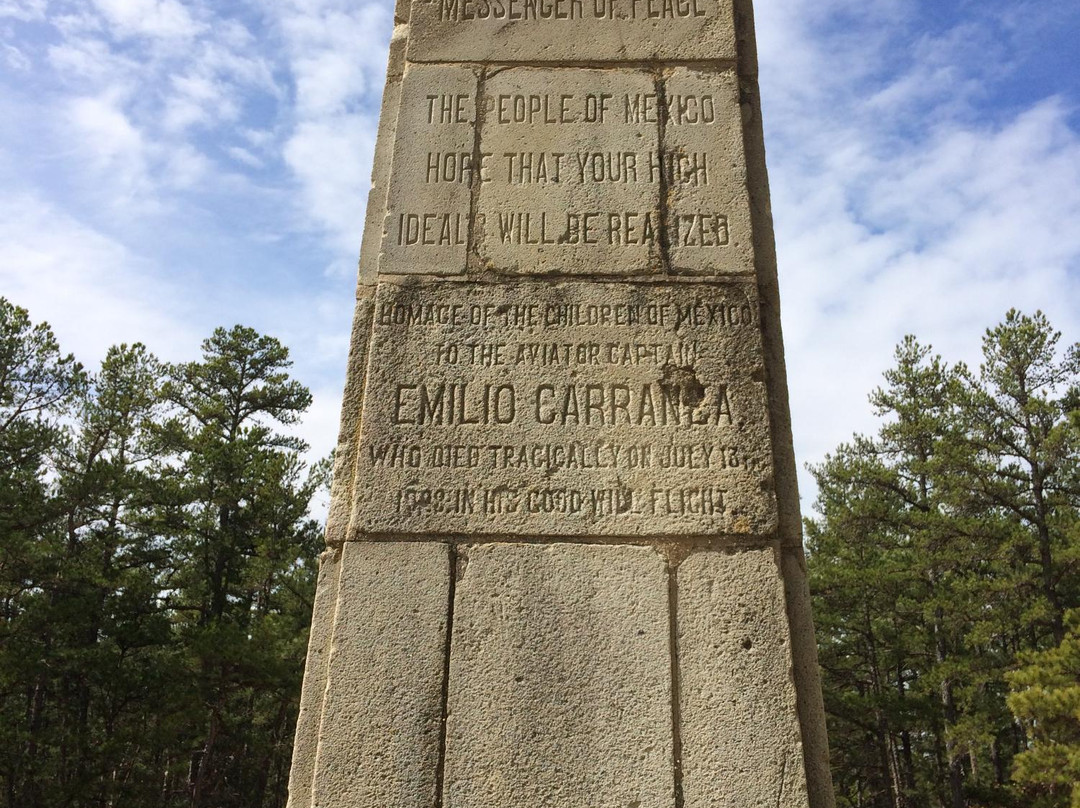 MESSENGER OF PEACE
THE PEOPLE OF MEXICO
HOPE THAT YOUR HIGH
IDEALS WILL BE REALIZED.
HOMAGE OF THE CHILDREN OF MEXICO
TO THE AVIATOR CAPTAIN
EMILIO CARRANZA,
WHO DIED TRAGICALLY ON JULY 13,
1928 IN HIS GOOD WILL FLIGHT.